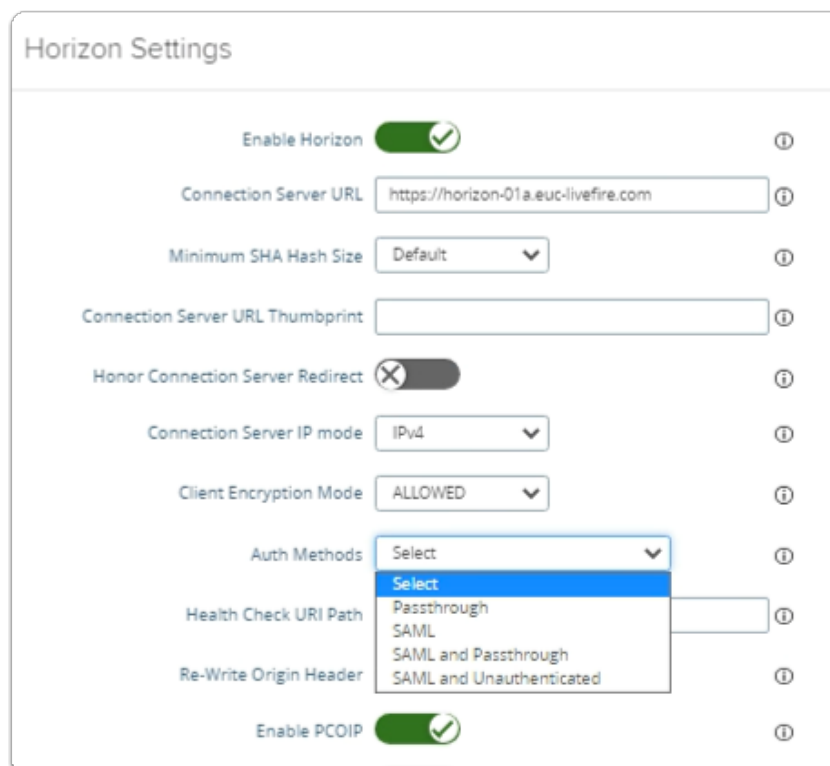 Horizon Settings
Enable Horizon
Connection Server URL https://horizon-01a.euc-livefire.com
Minimum SHA Hash Size Default
Connection Server URL Thumbprint
Honor Connection Server Redirect
Connection Server IP mode IPv4
Client Encryption Mode ALLOWED
Auth Methods Select
Select
Passthrough
Health Check URI Path
SAML
SAML and Passthrough
Re-Write Origin Header
SAML and Unauthenticated
Enable PCOIP